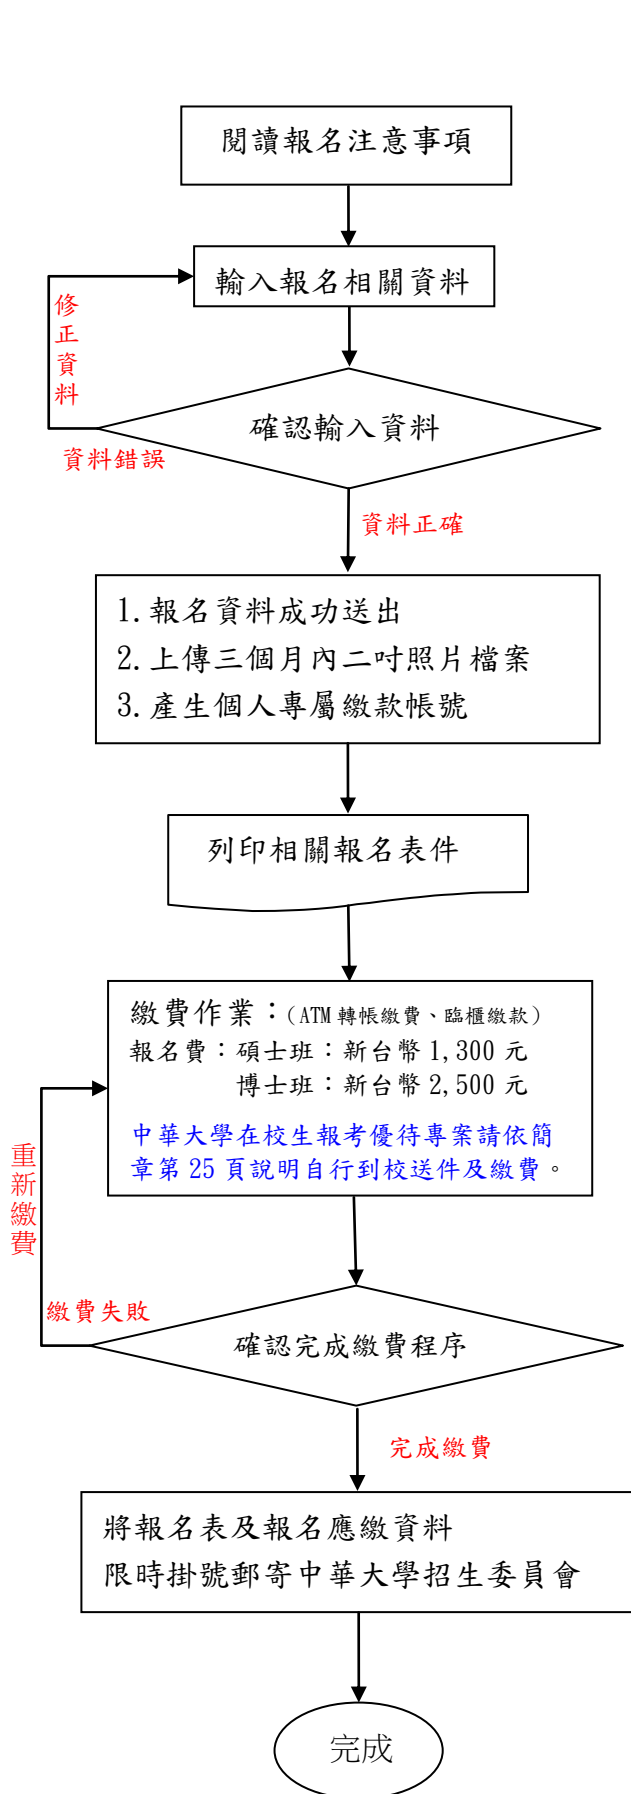 閱讀報名注意事項
輸入報名相關資料
修正資料
確認輸入資料
資料錯誤
資料正確
1.報名資料成功送出
2.上傳三個月內二吋照片檔案
3.產生個人專屬繳款帳號
列印相關報名表件
繳費作業：（ATM轉帳繳費、臨櫃繳款）
報名費：碩士班：新台幣1,300元
博士班：新台幣2,500元
中華大學在校生報考優待專案請依簡
章第25頁說明自行到校送件及繳費。
重新繳費
繳費失敗
確認完成繳費程序
完成繳費
將報名表及報名應繳資料
限時掛號郵寄中華大學招生委員會
完成